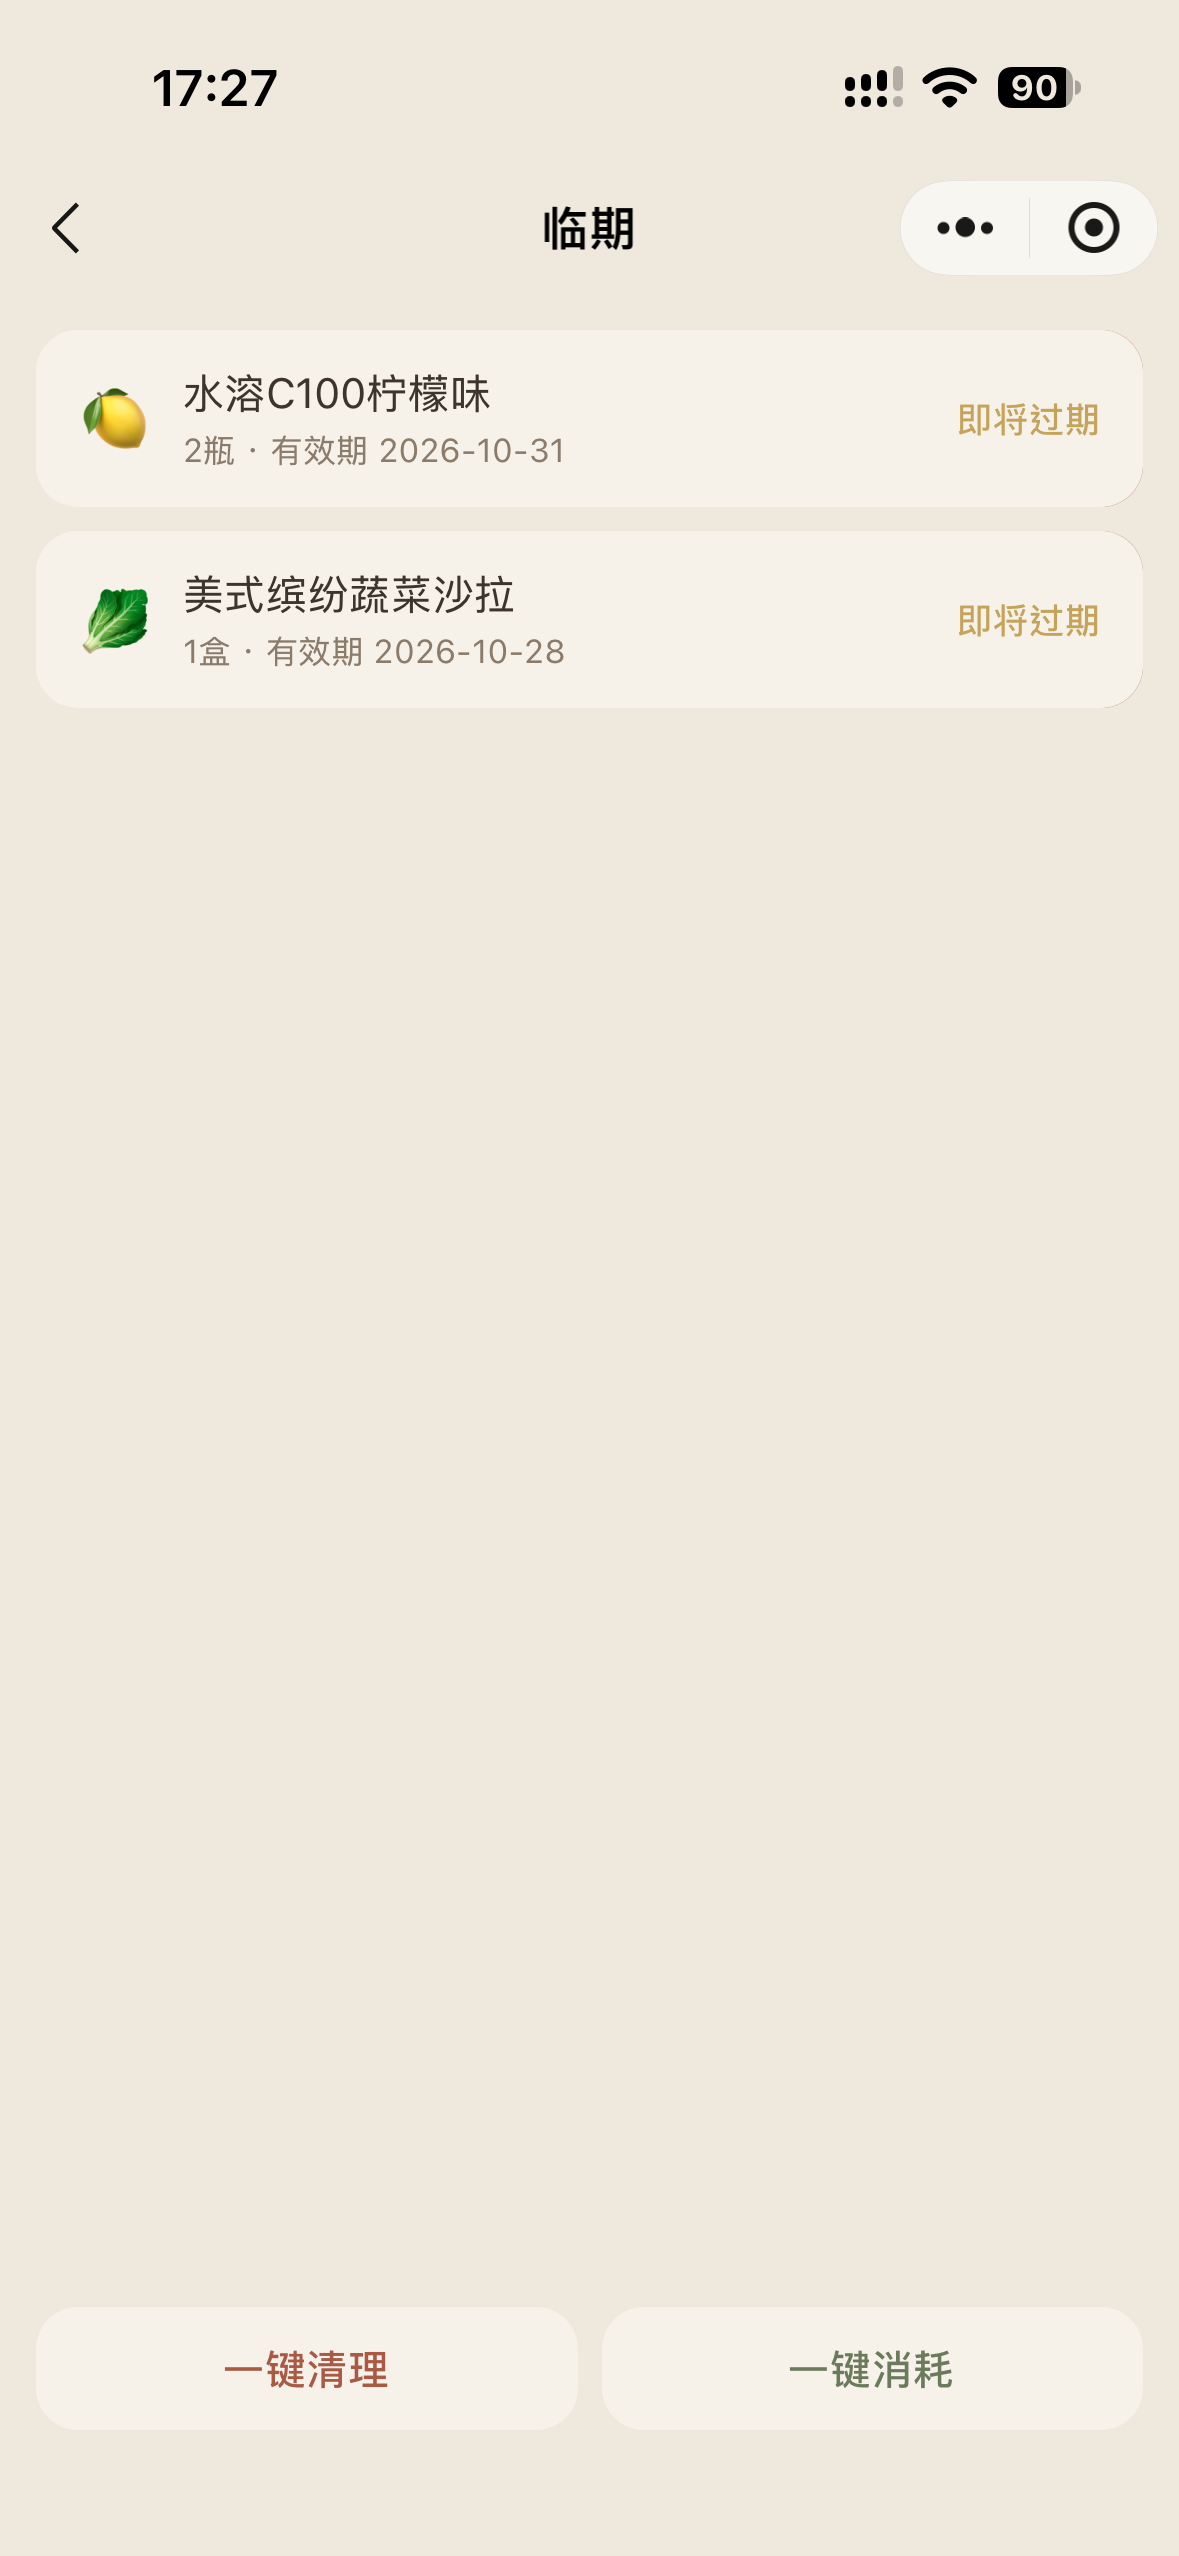 17:27
90
临期
水溶C100柠檬味
2瓶 · 有效期 2026-10-31
即将过期
美式缤纷蔬菜沙拉
1盒 · 有效期 2026-10-28
即将过期
一键清理
一键消耗